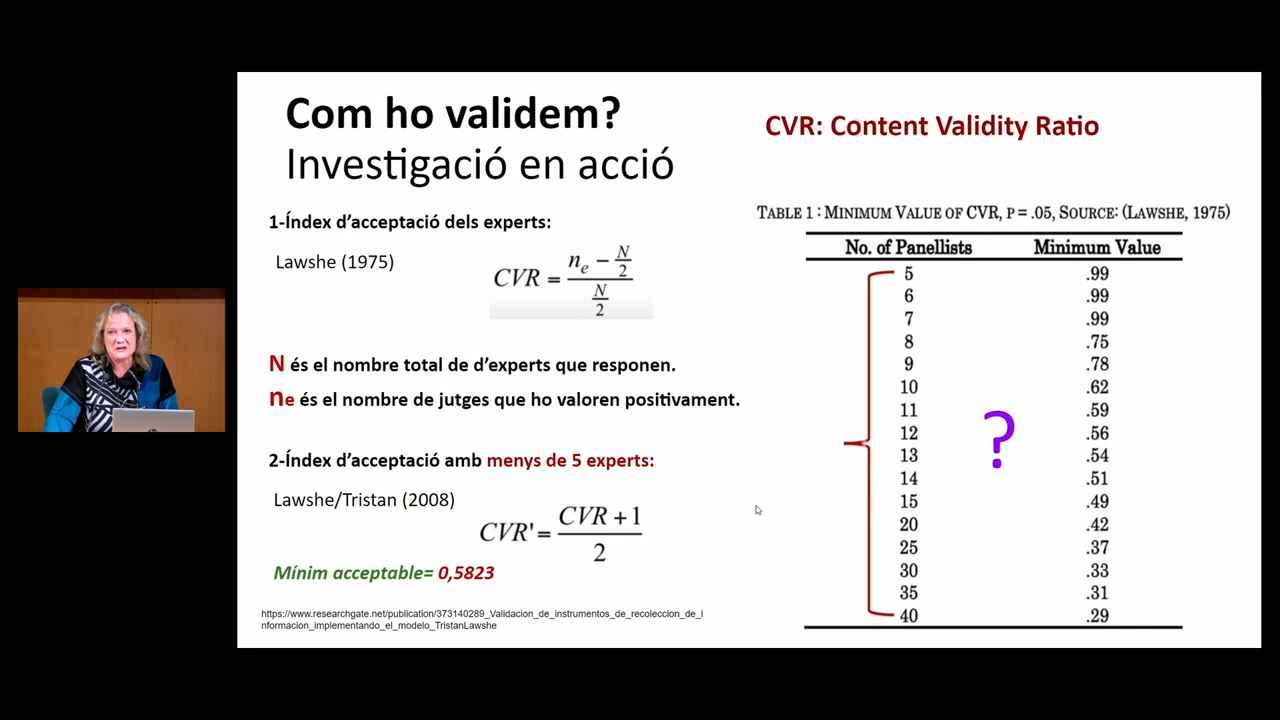 Com ho validem?
Investigació en acció
CVR: Content Validity Ratio
1-Índex d'acceptació dels experts:
Lawshe (1975)
CVR = (n_e − N/2) / (N/2)
N és el nombre total de d'experts que responen.
ne és el nombre de jutges que ho valoren positivament.
2-Índex d'acceptació amb menys de 5 experts:
Lawshe/Tristan (2008)
CVR' = (CVR + 1) / 2
Mínim acceptable= 0,5823
https://www.researchgate.net/publication/373140289_Validacion_de_instrumentos_de_recoleccion_de_i
nformacion_implementando_el_modelo_TristanLawshe
TABLE 1 : MINIMUM VALUE OF CVR, P = .05, SOURCE: (LAWSHE, 1975)
No. of Panellists Minimum Value
5 .99
6 .99
7 .99
8 .75
9 .78
10 .62
11 .59
12 .56
13 .54
14 .51
15 .49
20 .42
25 .37
30 .33
35 .31
40 .29
?